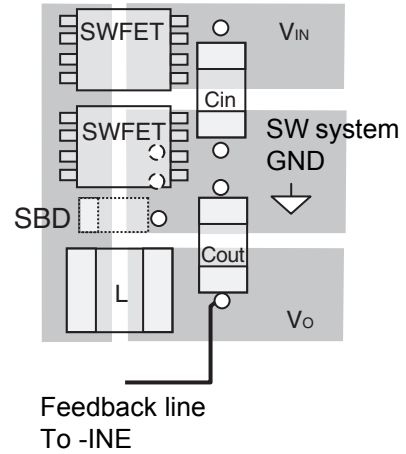 SWFET
VIN
Cin
SWFET
SW system
GND
SBD
Cout
L
Vo
Feedback line
To -INE